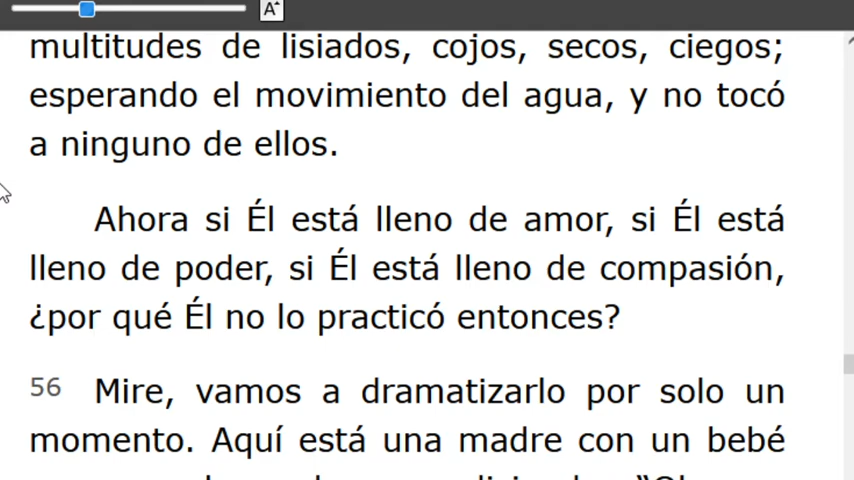 A
multitudes de lisiados, cojos, secos, ciegos;
esperando el movimiento del agua, y no tocó
a ninguno de ellos.
Ahora si Él está lleno de amor, si Él está
lleno de poder, si Él está lleno de compasión,
¿por qué Él no lo practicó entonces?
56 Mire, vamos a dramatizarlo por solo un
momento. Aquí está una madre con un bebé